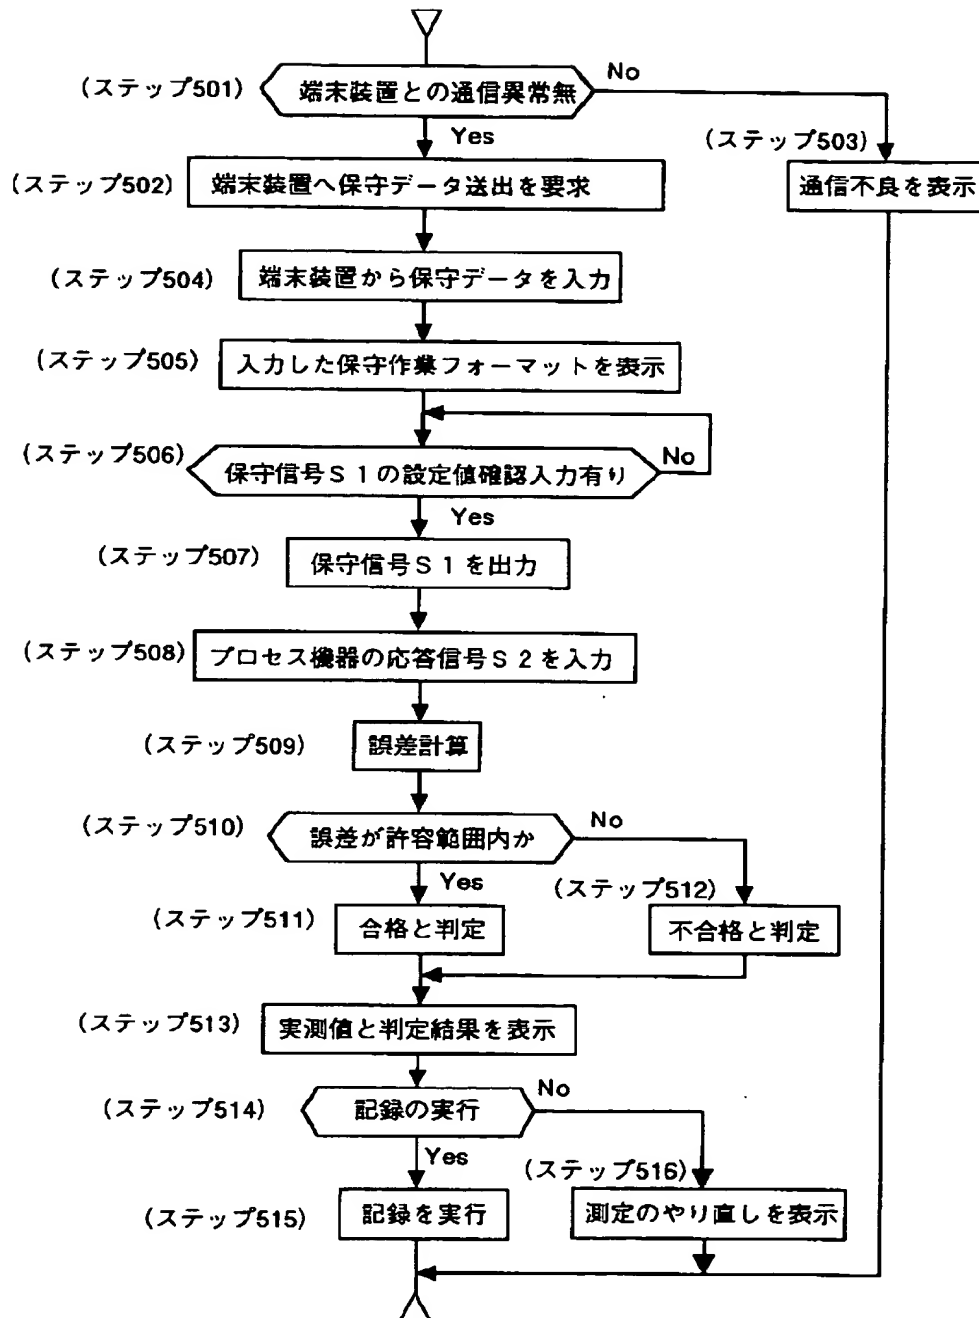 (ステップ501)
端末装置との通信異常無
No
Yes
(ステップ503)
通信不良を表示
(ステップ502)
端末装置へ保守データ送出を要求
(ステップ504)
端末装置から保守データを入力
(ステップ505)
入力した保守作業フォーマットを表示
(ステップ506)
保守信号S1の設定値確認入力有り
No
Yes
(ステップ507)
保守信号S1を出力
(ステップ508)
プロセス機器の応答信号S2を入力
(ステップ509)
誤差計算
(ステップ510)
誤差が許容範囲内か
No
Yes
(ステップ512)
(ステップ511)
合格と判定
不合格と判定
(ステップ513)
実測値と判定結果を表示
(ステップ514)
記録の実行
No
Yes
(ステップ516)
(ステップ515)
記録を実行
測定のやり直しを表示